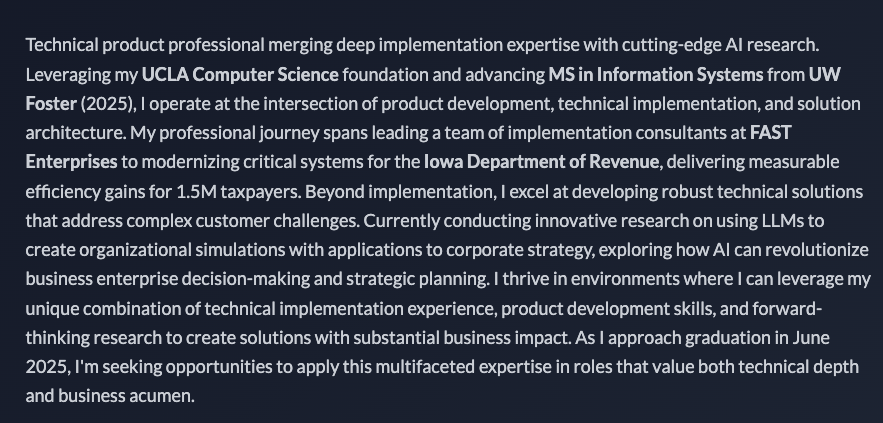 Technical product professional merging deep implementation expertise with cutting-edge AI research.
Leveraging my UCLA Computer Science foundation and advancing MS in Information Systems from UW
Foster (2025), I operate at the intersection of product development, technical implementation, and solution
architecture. My professional journey spans leading a team of implementation consultants at FAST
Enterprises to modernizing critical systems for the Iowa Department of Revenue, delivering measurable
efficiency gains for 1.5M taxpayers. Beyond implementation, I excel at developing robust technical solutions
that address complex customer challenges. Currently conducting innovative research on using LLMs to
create organizational simulations with applications to corporate strategy, exploring how AI can revolutionize
business enterprise decision-making and strategic planning. I thrive in environments where I can leverage my
unique combination of technical implementation experience, product development skills, and forward-
thinking research to create solutions with substantial business impact. As I approach graduation in June
2025, I'm seeking opportunities to apply this multifaceted expertise in roles that value both technical depth
and business acumen.